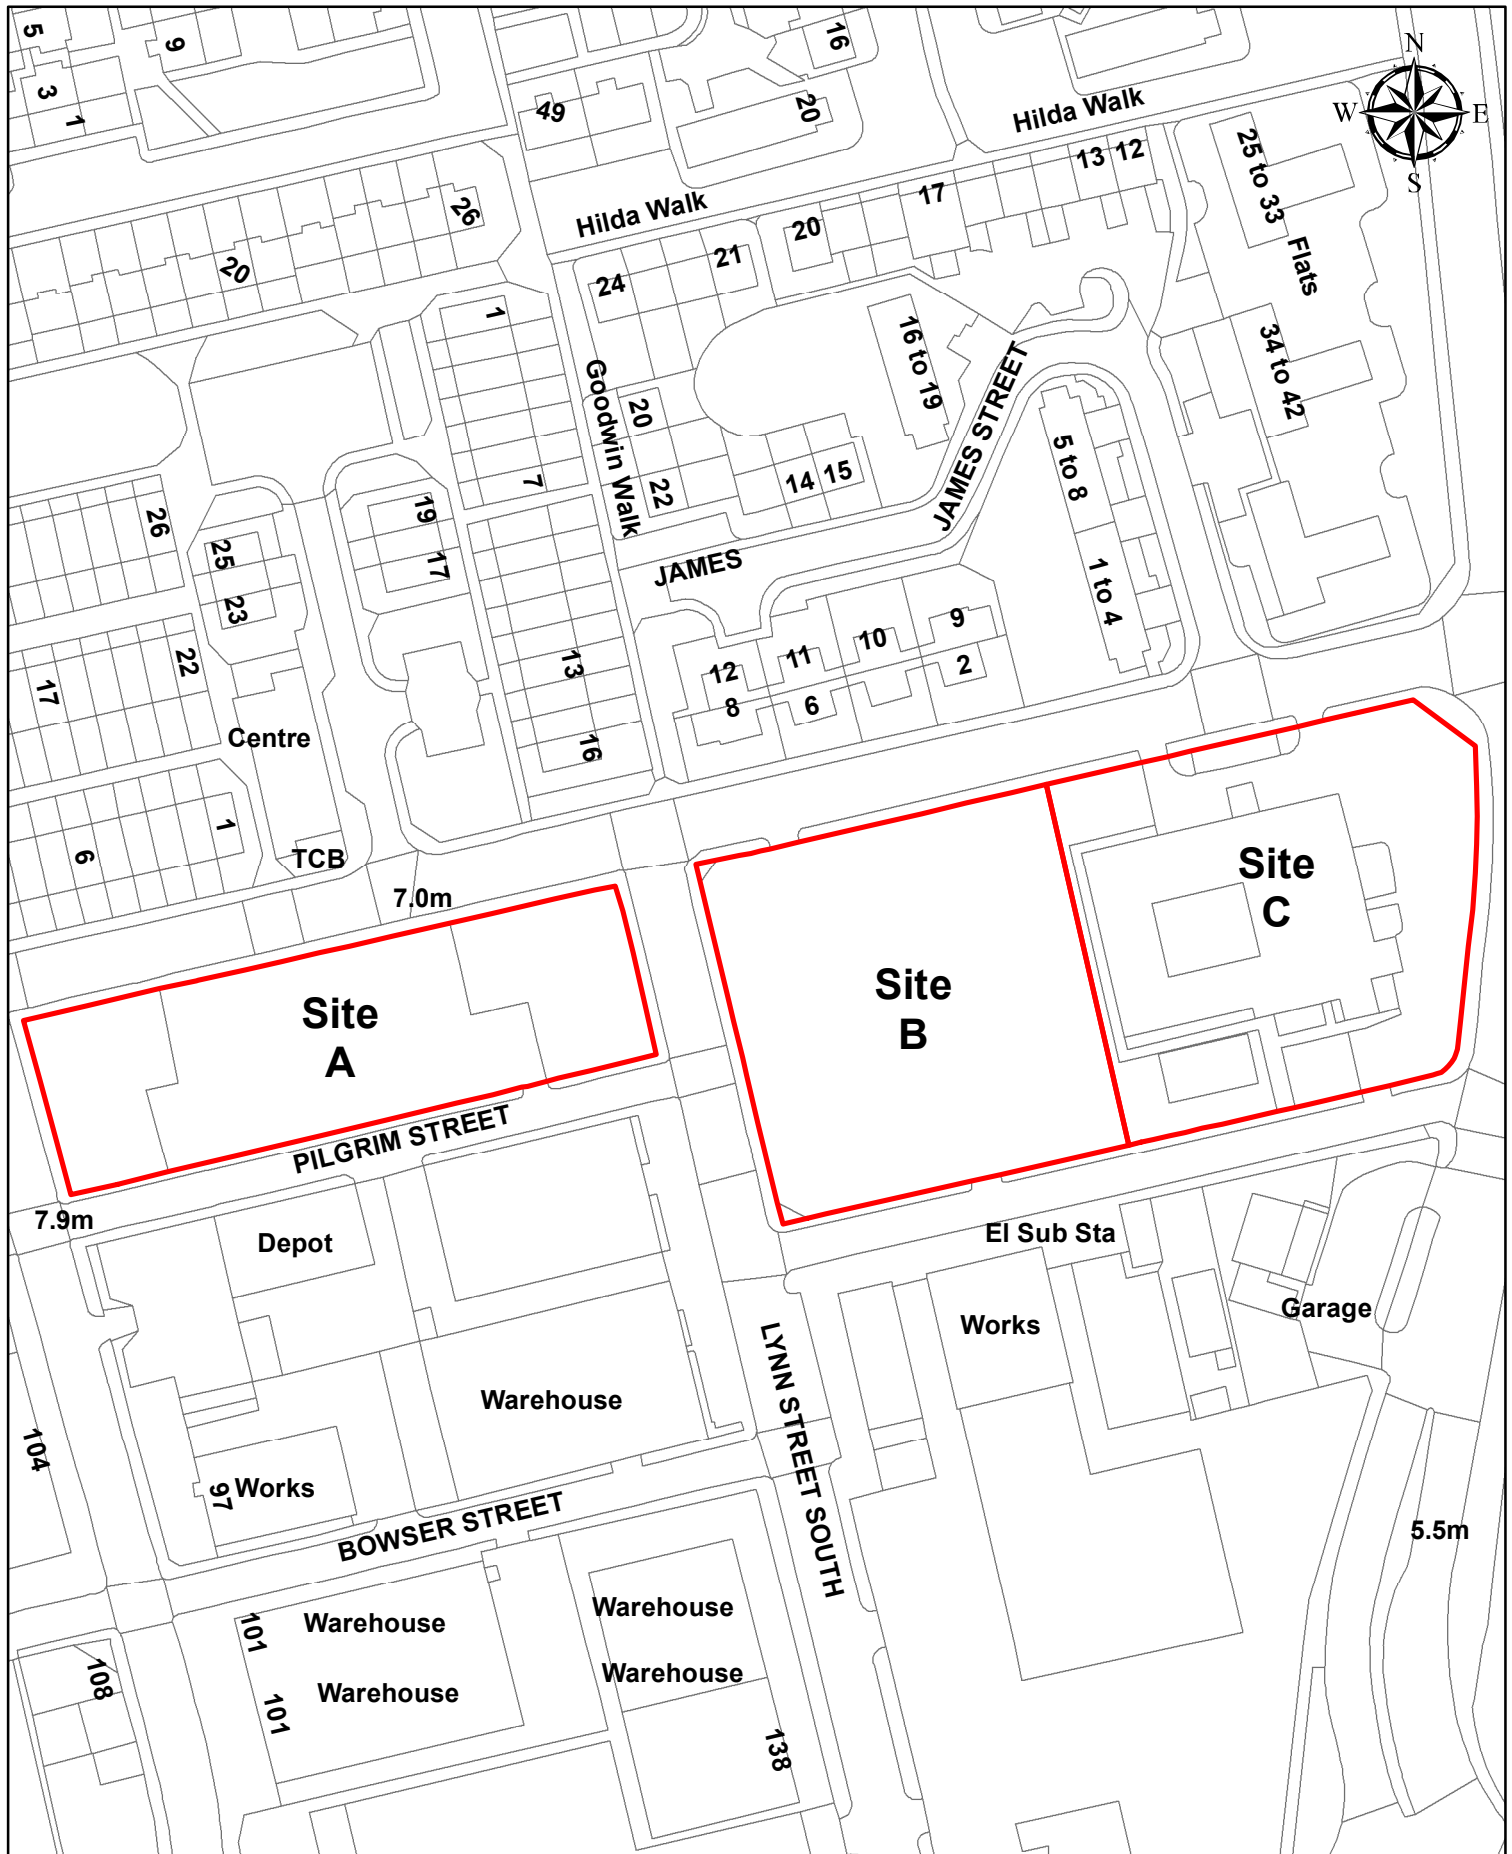 5
9
16
3
1
49
20
Hilda Walk
N
W
E
S
13
12
25 to 33
26
Hilda Walk
17
20
21
24
Flats
20
1
16 to 19
34 to 42
Goodwin Walk
20
JAMES STREET
5 to 8
7
22
14
15
26
19
25
17
JAMES
1 to 4
23
9
10
11
12
2
22
17
13
8
6
Centre
16
1
6
TCB
7.0m
Site
A
Site
B
Site
C
PILGRIM STREET
7.9m
Depot
El Sub Sta
Works
Garage
LYNN STREET SOUTH
Warehouse
104
97
Works
BOWSER STREET
5.5m
101
Warehouse
Warehouse
108
101
Warehouse
Warehouse
138